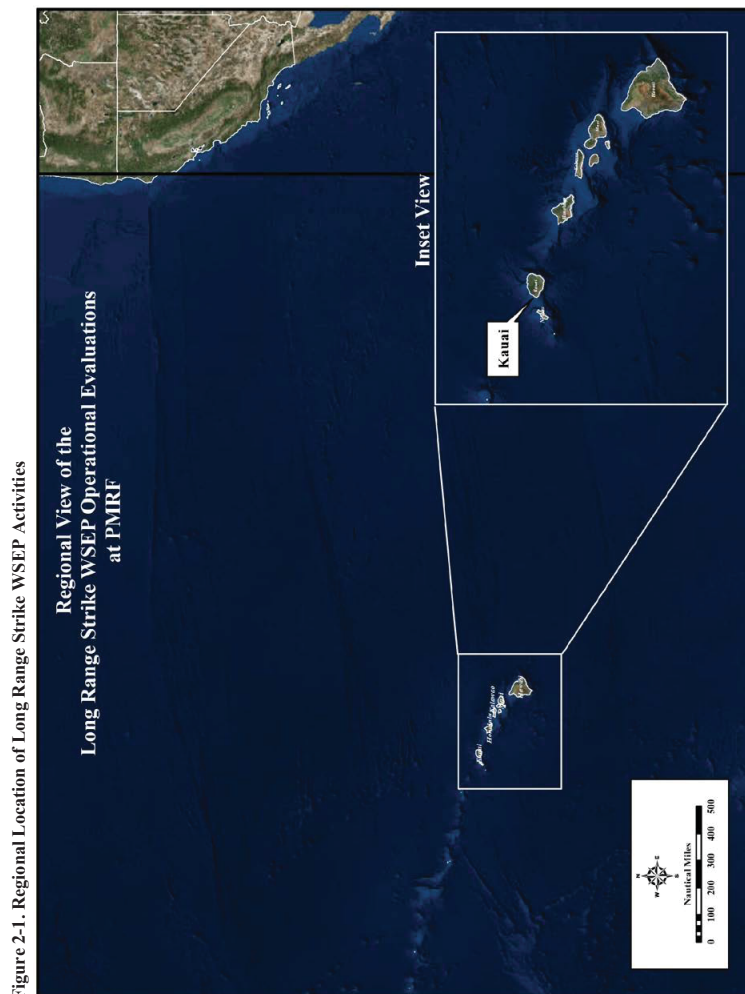 Figure 2-1. Regional Location of Long Range Strike WSEP Activities
Regional View of the
Long Range Strike WSEP Operational Evaluations
at PMRF
Inset View
Kauai
N
W
E
S
Nautical Miles
0 100 200 300 400 500